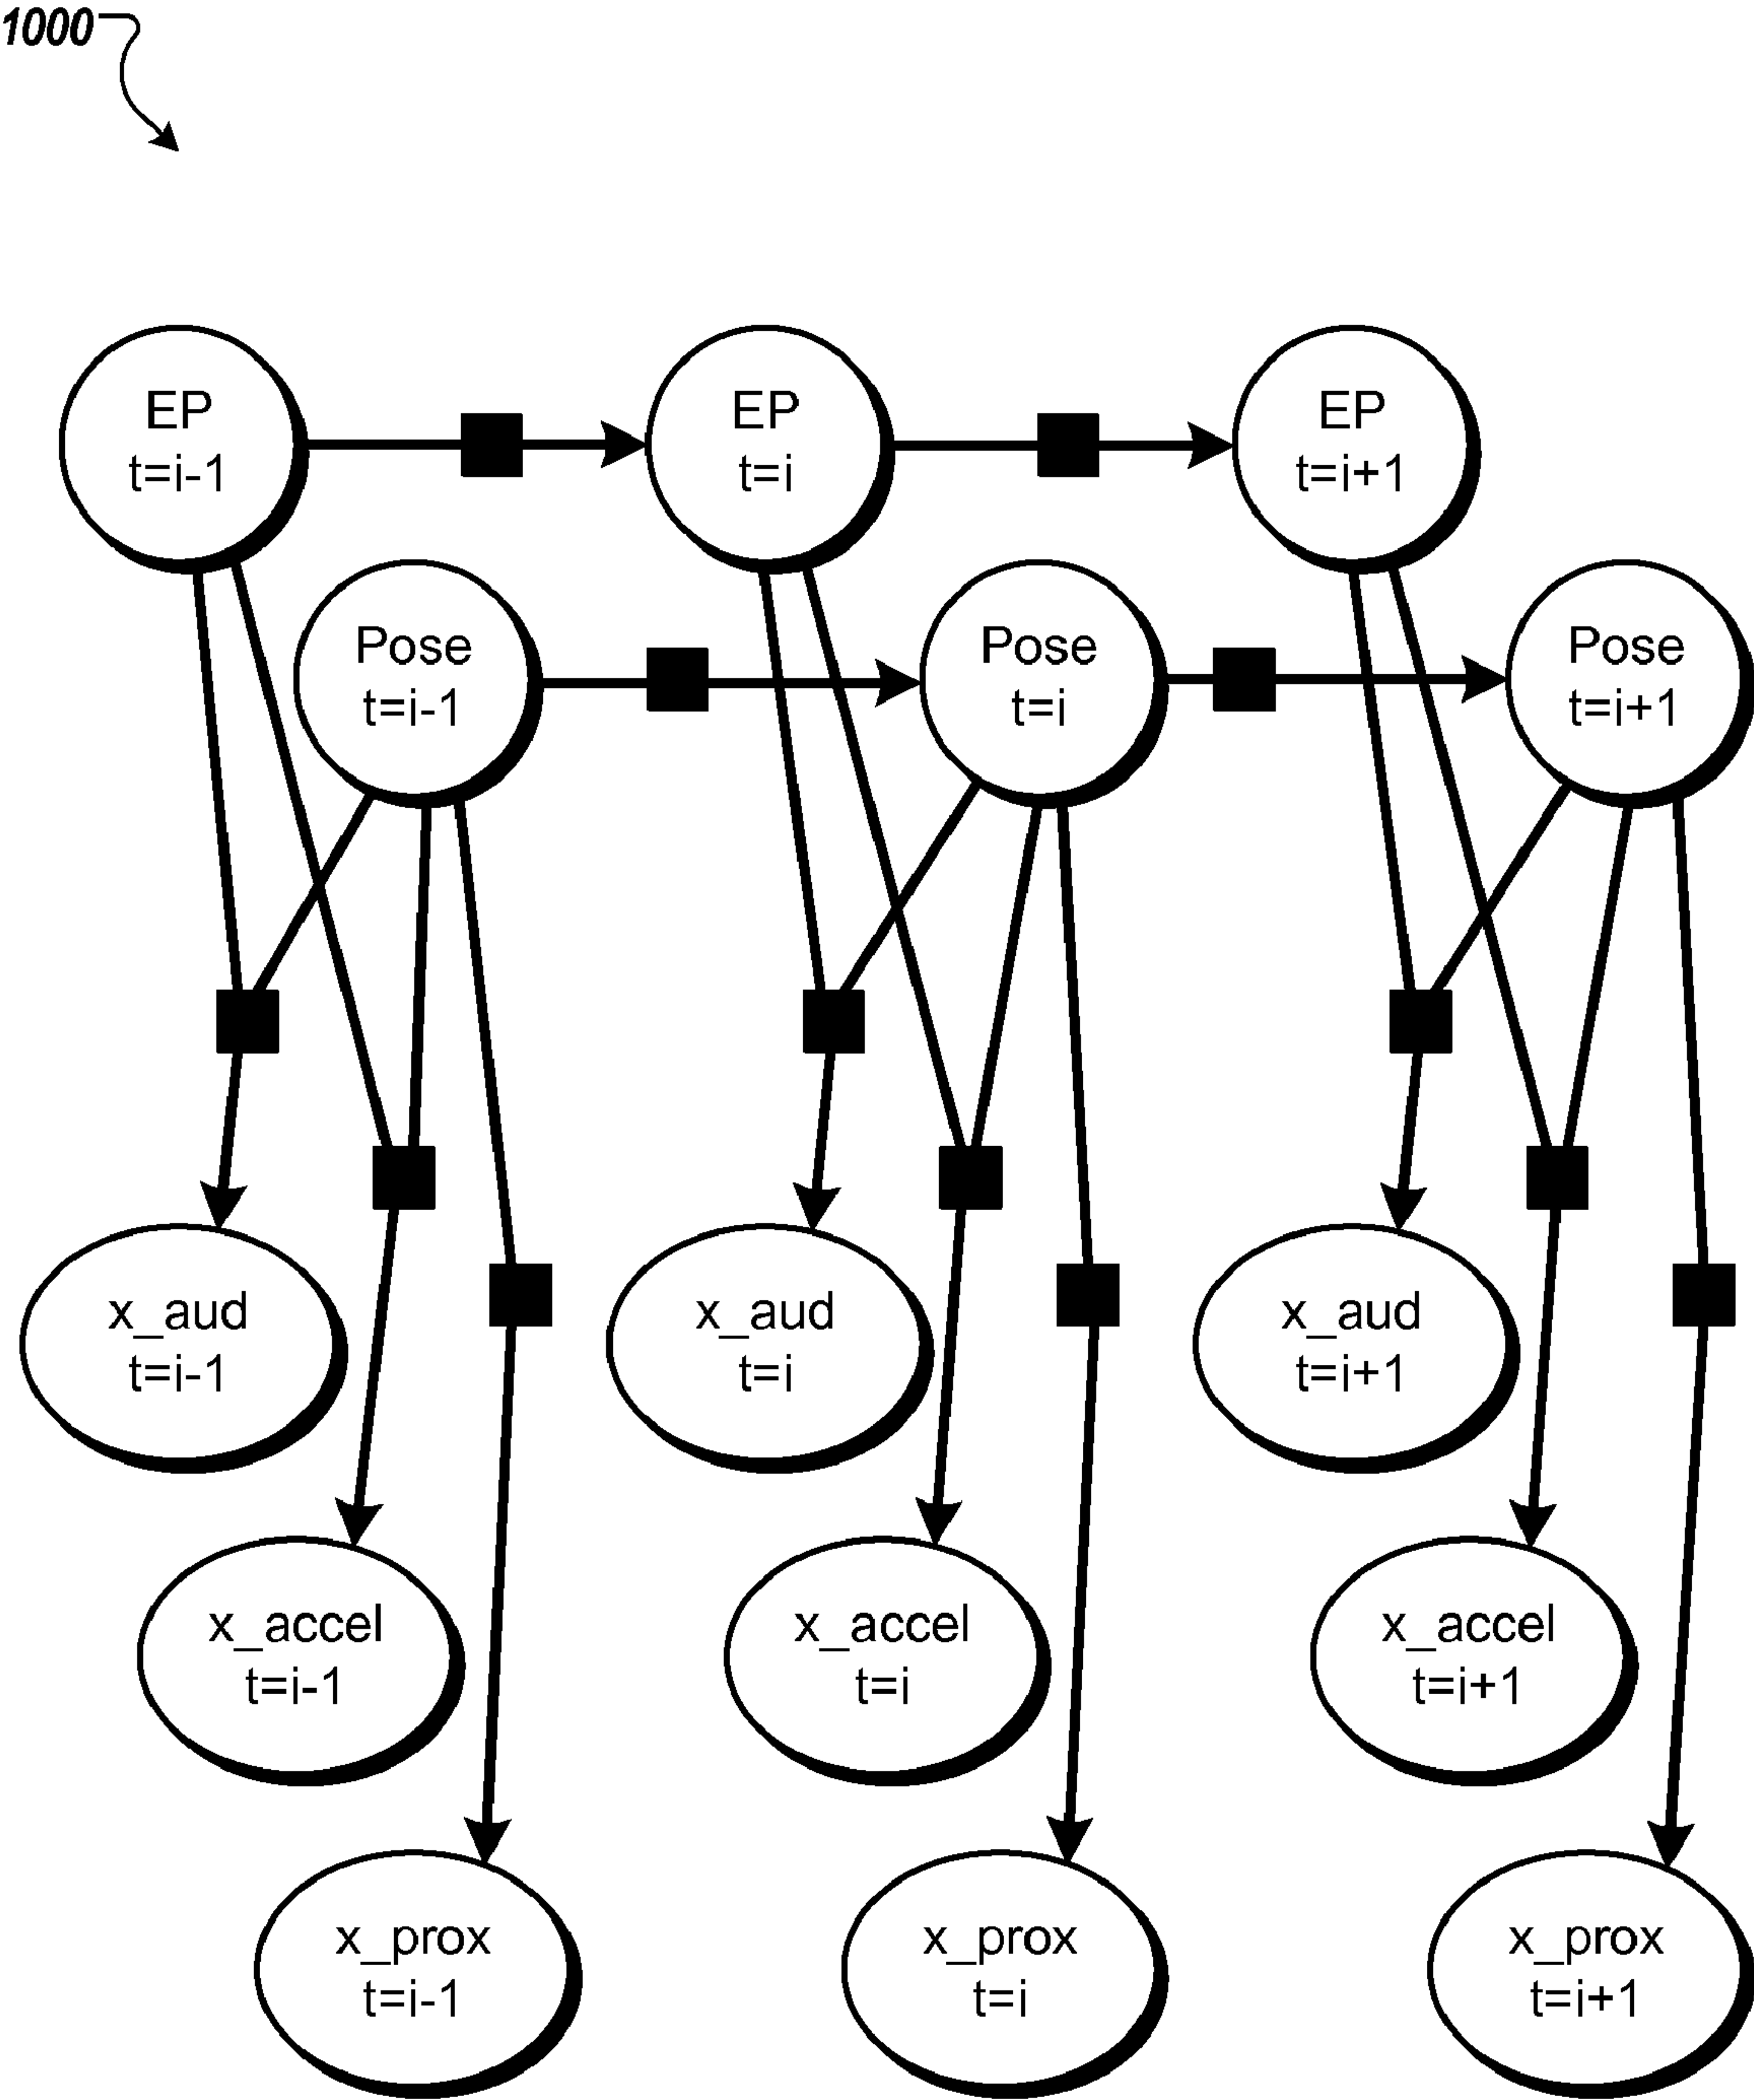 1000
EP
t=i-1
EP
t=i
EP
t=i+1
Pose
t=i-1
Pose
t=i
Pose
t=i+1
x_aud
t=i-1
x_aud
t=i
x_aud
t=i+1
x_accel
t=i-1
x_accel
t=i
x_accel
t=i+1
x_prox
t=i-1
x_prox
t=i
x_prox
t=i+1